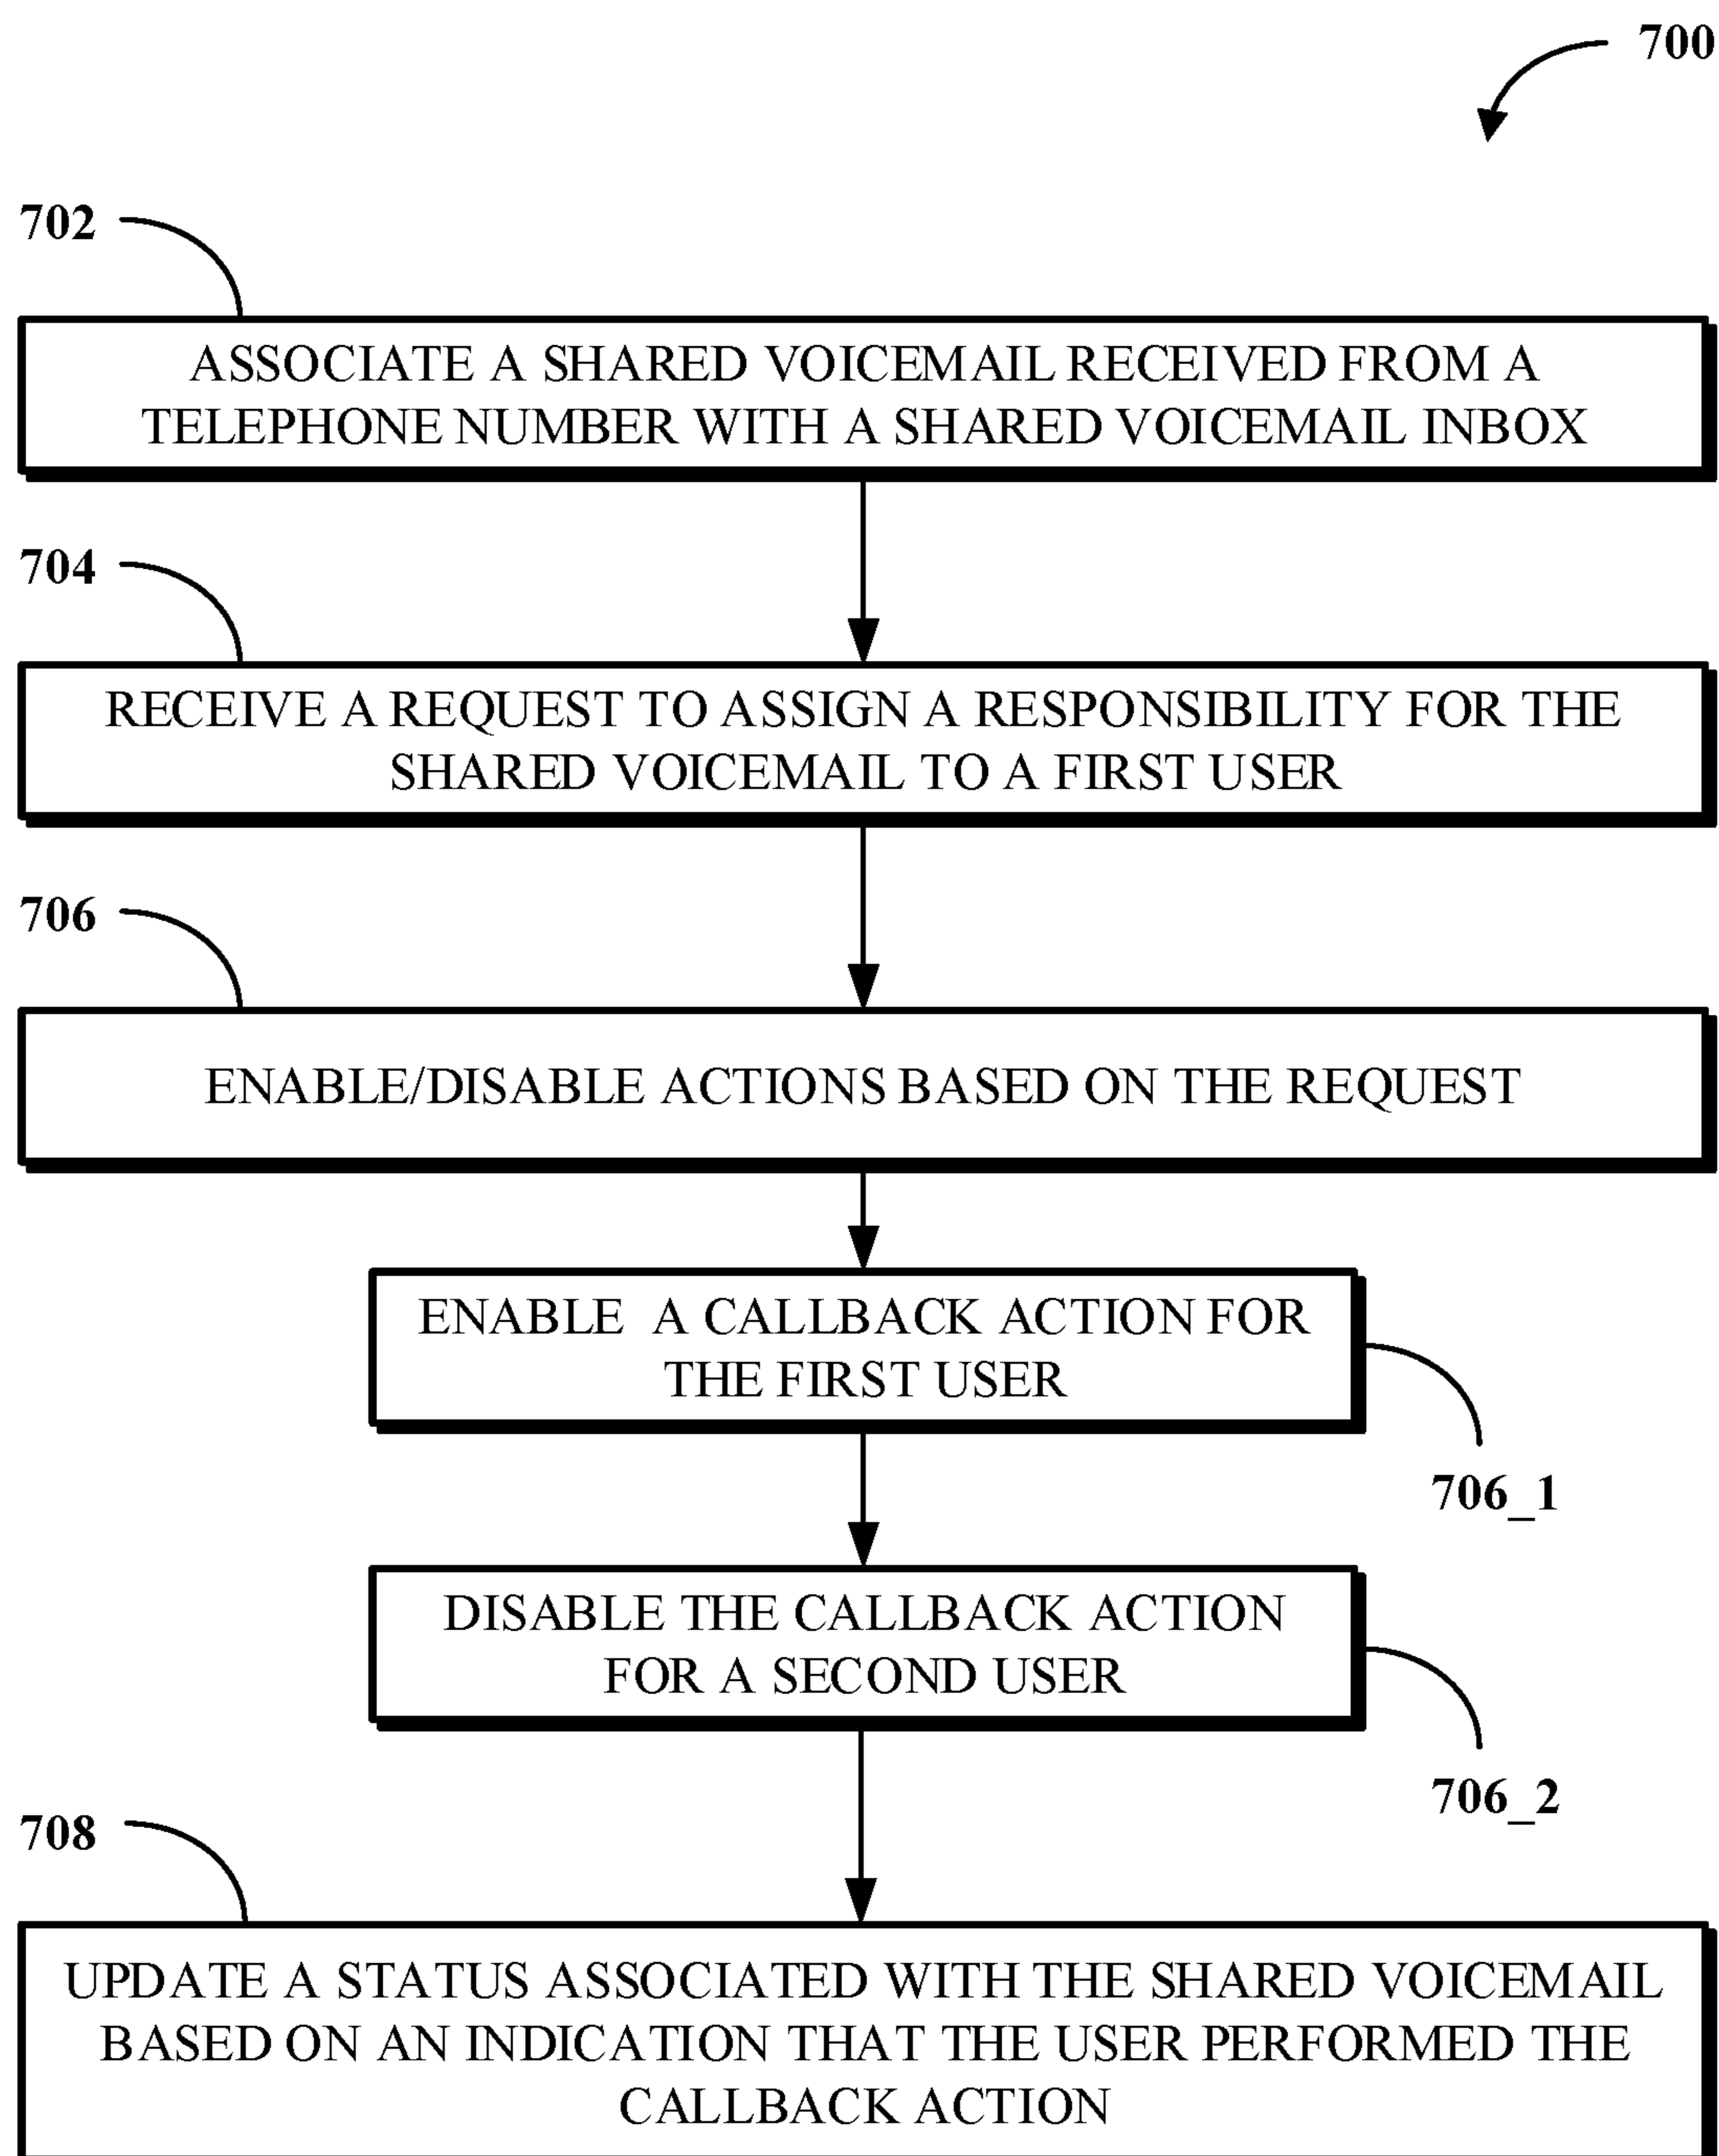 700
702
ASSOCIATE A SHARED VOICEMAIL RECEIVED FROM A
TELEPHONE NUMBER WITH A SHARED VOICEMAIL INBOX
704
RECEIVE A REQUEST TO ASSIGN A RESPONSIBILITY FOR THE
SHARED VOICEMAIL TO A FIRST USER
706
ENABLE/DISABLE ACTIONS BASED ON THE REQUEST
ENABLE A CALLBACK ACTION FOR
THE FIRST USER
706_1
DISABLE THE CALLBACK ACTION
FOR A SECOND USER
706_2
708
UPDATE A STATUS ASSOCIATED WITH THE SHARED VOICEMAIL
BASED ON AN INDICATION THAT THE USER PERFORMED THE
CALLBACK ACTION